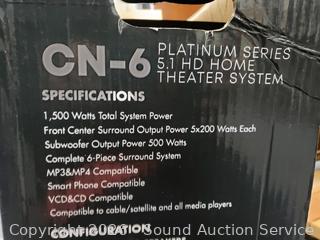 CN-6 PLATINUM SERIES
5.1 HD HOME
THEATER SYSTEM
SPECIFICATIONS
1,500 Watts Total System Power
Front Center Surround Output Power 5x200 Watts Each
Subwoofer Output Power 500 Watts
Complete 6-Piece Surround System
MP3&MP4 Compatible
Smart Phone Compatible
VCD&CD Compatible
Compatible to cable/satellite and all media players
CONFIGURATION
SPEAKERS
Sound Auction Service